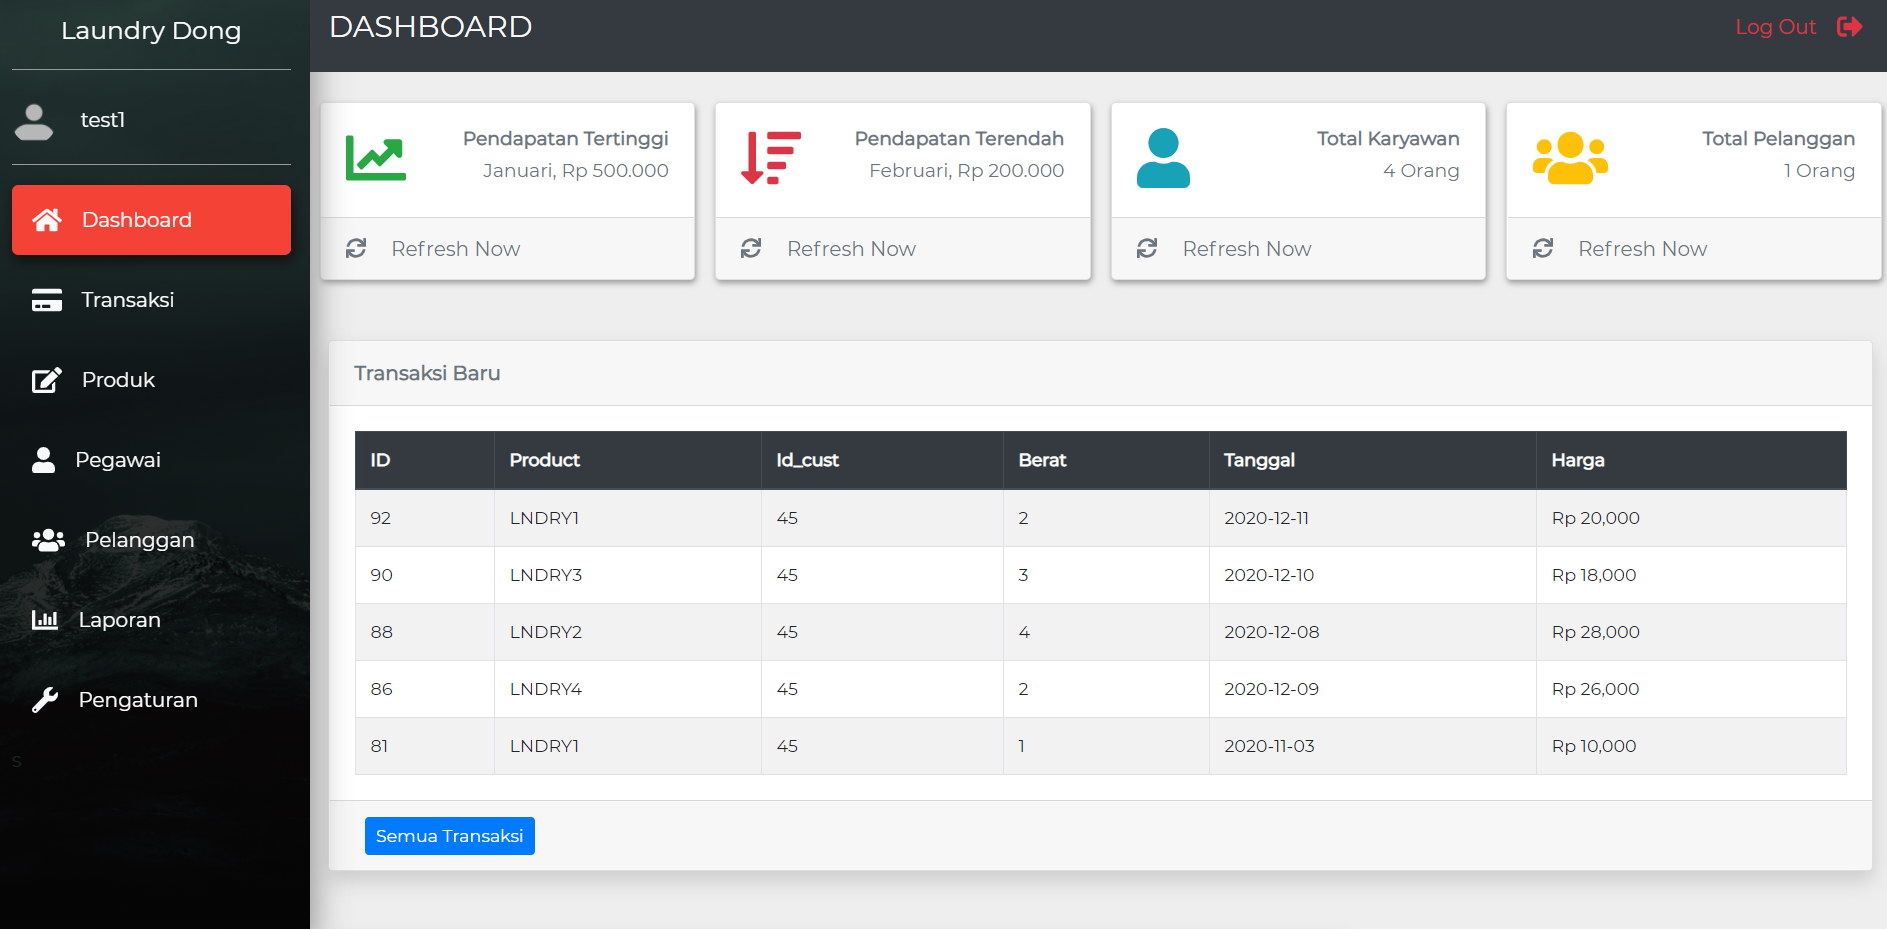 Laundry Dong
test1
Dashboard
Transaksi
Produk
Pegawai
Pelanggan
Laporan
Pengaturan
s
DASHBOARD
Log Out
Pendapatan Tertinggi
Januari, Rp 500.000
Refresh Now
Pendapatan Terendah
Februari, Rp 200.000
Refresh Now
Total Karyawan
4 Orang
Refresh Now
Total Pelanggan
1 Orang
Refresh Now
Transaksi Baru
ID Product Id_cust Berat Tanggal Harga
92 LNDRY1 45 2 2020-12-11 Rp 20,000
90 LNDRY3 45 3 2020-12-10 Rp 18,000
88 LNDRY2 45 4 2020-12-08 Rp 28,000
86 LNDRY4 45 2 2020-12-09 Rp 26,000
81 LNDRY1 45 1 2020-11-03 Rp 10,000
Semua Transaksi